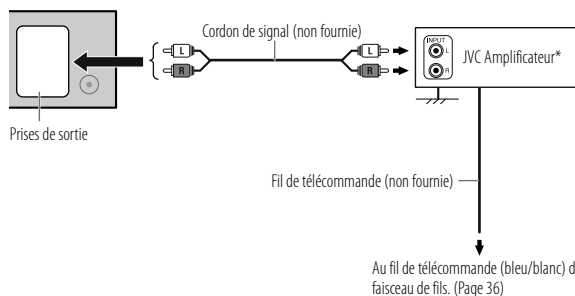 Cordon de signal (non fournie)
L
R
L
R
INPUT
L
R
JVC Amplificateur*
Prises de sortie
Fil de télécommande (non fournie)
Au fil de télécommande (bleu/blanc) d
faisceau de fils. (Page 36)